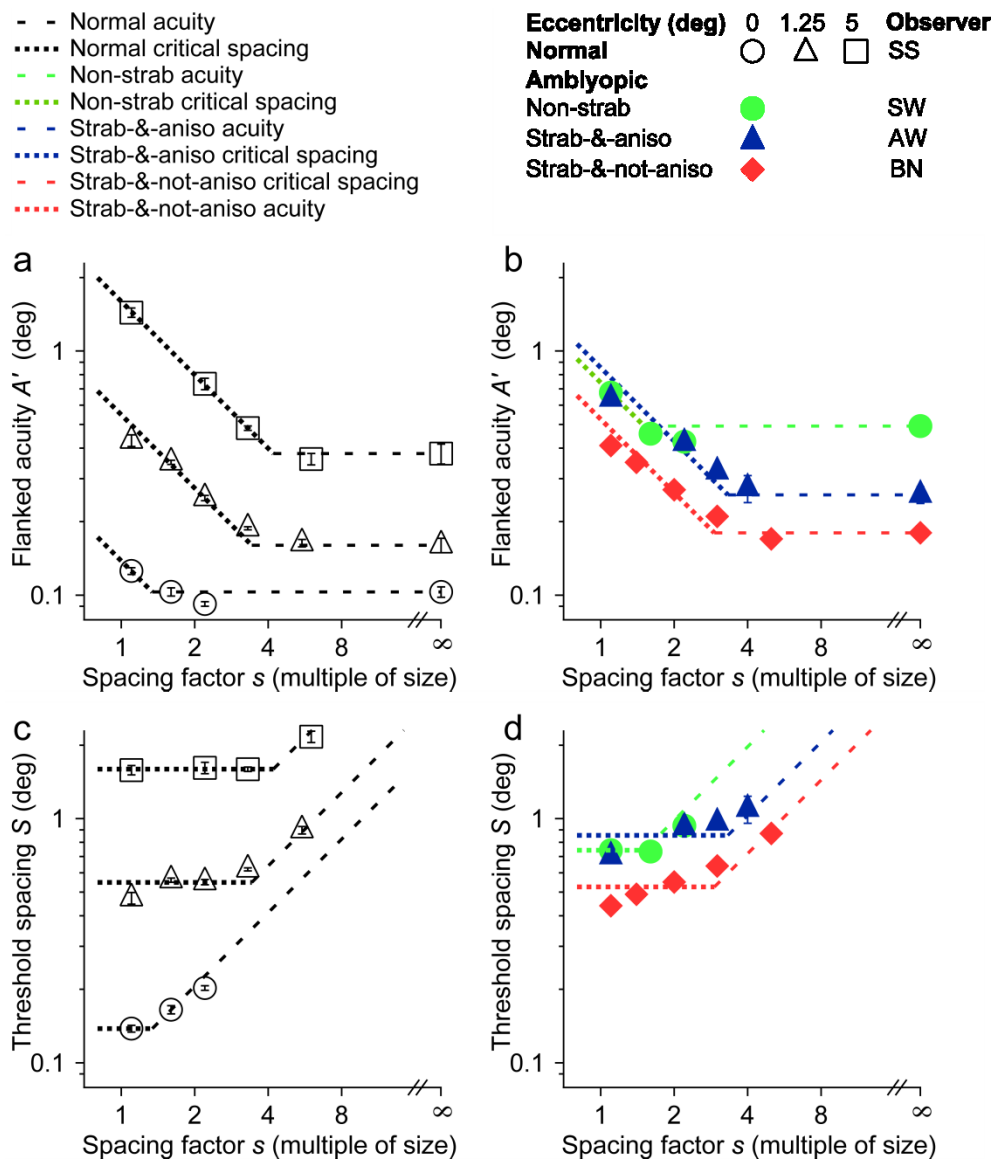 Normal acuity
Normal critical spacing
Non-strab acuity
Non-strab critical spacing
Strab-&-aniso acuity
Strab-&-aniso critical spacing
Strab-&-not-aniso critical spacing
Strab-&-not-aniso acuity
Eccentricity (deg) 0 1.25 5 Observer
Normal SS
Amblyopic
Non-strab SW
Strab-&-aniso AW
Strab-&-not-aniso BN
a
Flanked acuity A' (deg)
1
0.1
1 2 4 8 ∞
Spacing factor s (multiple of size)
b
Flanked acuity A' (deg)
1
0.1
1 2 4 8 ∞
Spacing factor s (multiple of size)
c
Threshold spacing S (deg)
1
0.1
1 2 4 8 ∞
Spacing factor s (multiple of size)
d
Threshold spacing S (deg)
1
0.1
1 2 4 8 ∞
Spacing factor s (multiple of size)